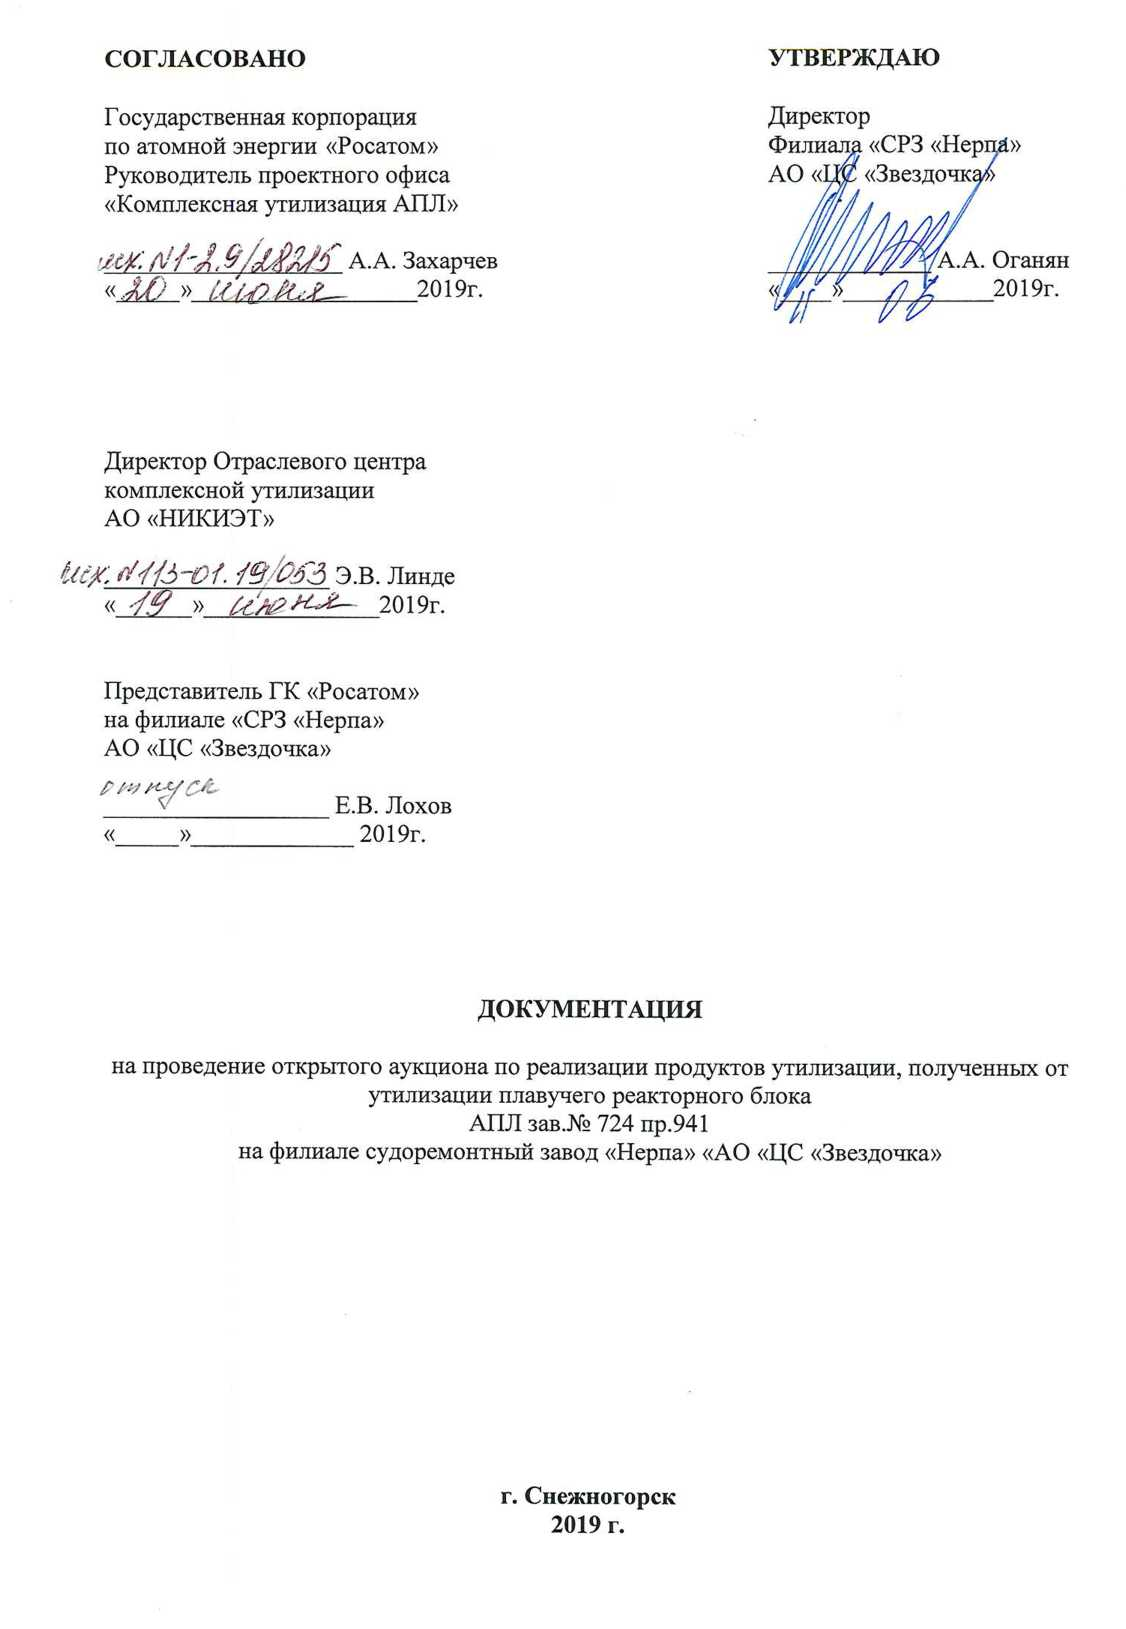 СОГЛАСОВАНО
Государственная корпорация
по атомной энергии «Росатом»
Руководитель проектного офиса
«Комплексная утилизация АПЛ»
исх. N1-2.9/28215 А.А. Захарчев
«20» июня 2019г.
УТВЕРЖДАЮ
Директор
Филиала «СРЗ «Нерпа»
АО «ЦС «Звездочка»
А.А. Оганян
«__»__2019г.
Директор Отраслевого центра
комплексной утилизации
АО «НИКИЭТ»
исх. N113-01.19/053 Э.В. Линде
«19» июня 2019г.
Представитель ГК «Росатом»
на филиале «СРЗ «Нерпа»
АО «ЦС «Звездочка»
отпуск
Е.В. Лохов
«_____»_____________ 2019г.
ДОКУМЕНТАЦИЯ
на проведение открытого аукциона по реализации продуктов утилизации, полученных от
утилизации плавучего реакторного блока
АПЛ зав.№ 724 пр.941
на филиале судоремонтный завод «Нерпа» «АО «ЦС «Звездочка»
г. Снежногорск
2019 г.